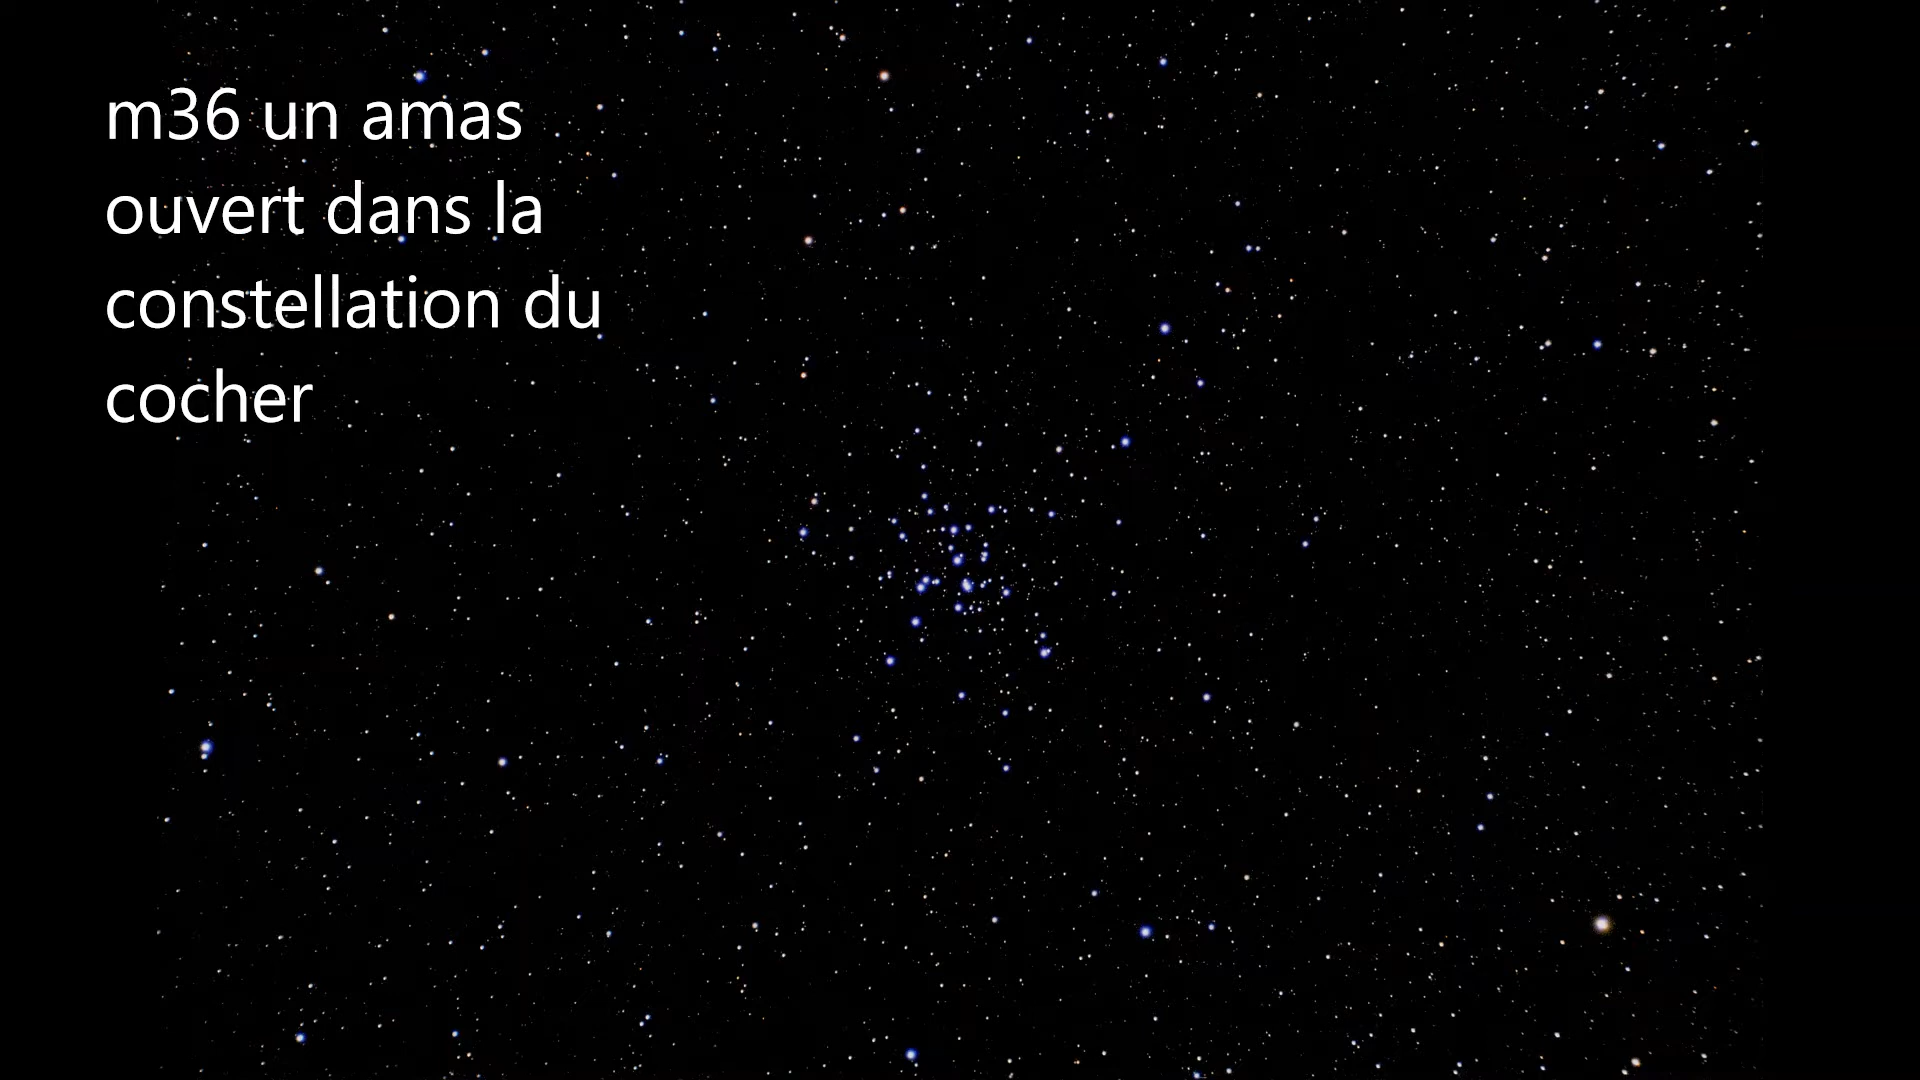 m36 un amas
ouvert dans la
constellation du
cocher